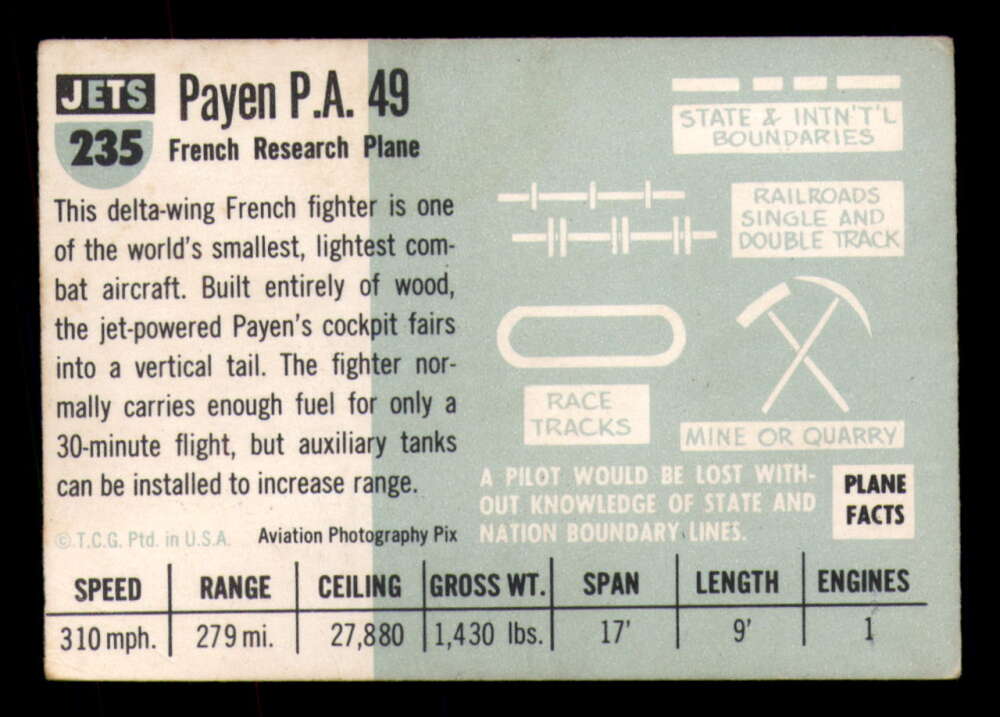 JETS
235
Payen P.A. 49
French Research Plane
This delta-wing French fighter is one
of the world's smallest, lightest com-
bat aircraft. Built entirely of wood,
the jet-powered Payen's cockpit fairs
into a vertical tail. The fighter nor-
mally carries enough fuel for only a
30-minute flight, but auxiliary tanks
can be installed to increase range.
© T.C.G. Ptd. in U.S.A.
Aviation Photography Pix
STATE & INTN'T'L
BOUNDARIES
RAILROADS
SINGLE AND
DOUBLE TRACK
RACE
TRACKS
MINE OR QUARRY
A PILOT WOULD BE LOST WITH-
OUT KNOWLEDGE OF STATE AND
NATION BOUNDARY LINES.
PLANE
FACTS
SPEED RANGE CEILING GROSS WT. SPAN LENGTH ENGINES
310 mph. 279 mi. 27,880 1,430 lbs. 17' 9' 1